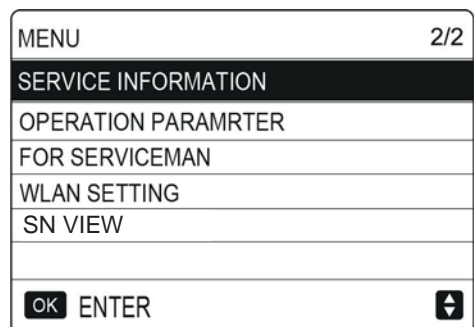 MENU 2/2
SERVICE INFORMATION
OPERATION PARAMRTER
FOR SERVICEMAN
WLAN SETTING
SN VIEW
OK ENTER